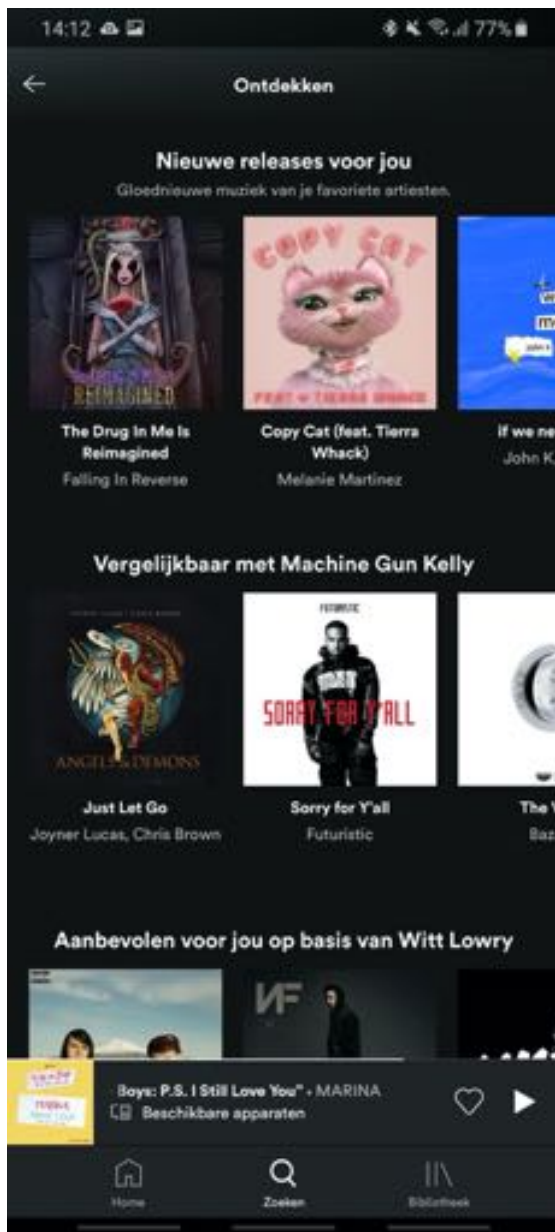 14:12
77%
Ontdekken
Nieuwe releases voor jou
Gloednieuwe muziek van je favoriete artiesten.
COPY CAT
REIMAGINED
FEAT TIERRA WHACK
The Drug In Me Is
Reimagined
Falling In Reverse
Copy Cat (feat. Tierra
Whack)
Melanie Martinez
if we ne
John K,
Vergelijkbaar met Machine Gun Kelly
FUTURISTIC
SORRY FOR Y'ALL
ANGELS & DEMONS
Just Let Go
Joyner Lucas, Chris Brown
Sorry for Y'all
Futuristic
The
Baz
Aanbevolen voor jou op basis van Witt Lowry
NF
Boys: P.S. I Still Love You" • MARINA
Beschikbare apparaten
Home
Zoeken
Bibliotheek